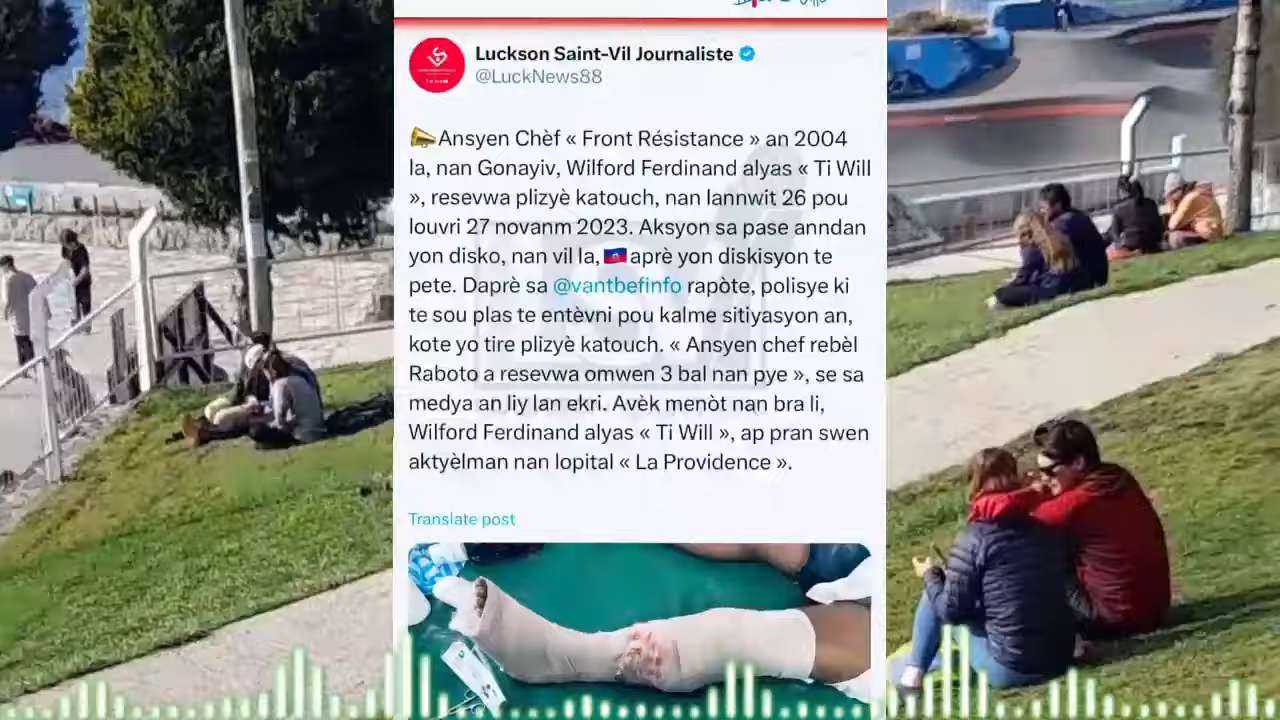 Luckson Saint-Vil Journaliste
@LuckNews88
Ansyen Chèf « Front Résistance » an 2004
la, nan Gonayiv, Wilford Ferdinand alyas « Ti Will
», resevwa plizyè katouch, nan lannwit 26 pou
louvri 27 novanm 2023. Aksyon sa pase anndan
yon disko, nan vil la, aprè yon diskisyon te
pete. Daprè sa @vantbefinfo rapòte, polisye ki
te sou plas te entèvni pou kalme sitiyasyon an,
kote yo tire plizyè katouch. « Ansyen chef rebèl
Raboto a resevwa omwen 3 bal nan pye », se sa
medya an liy lan ekri. Avèk menòt nan bra li,
Wilford Ferdinand alyas « Ti Will », ap pran swen
aktyèlman nan lopital « La Providence ».
Translate post